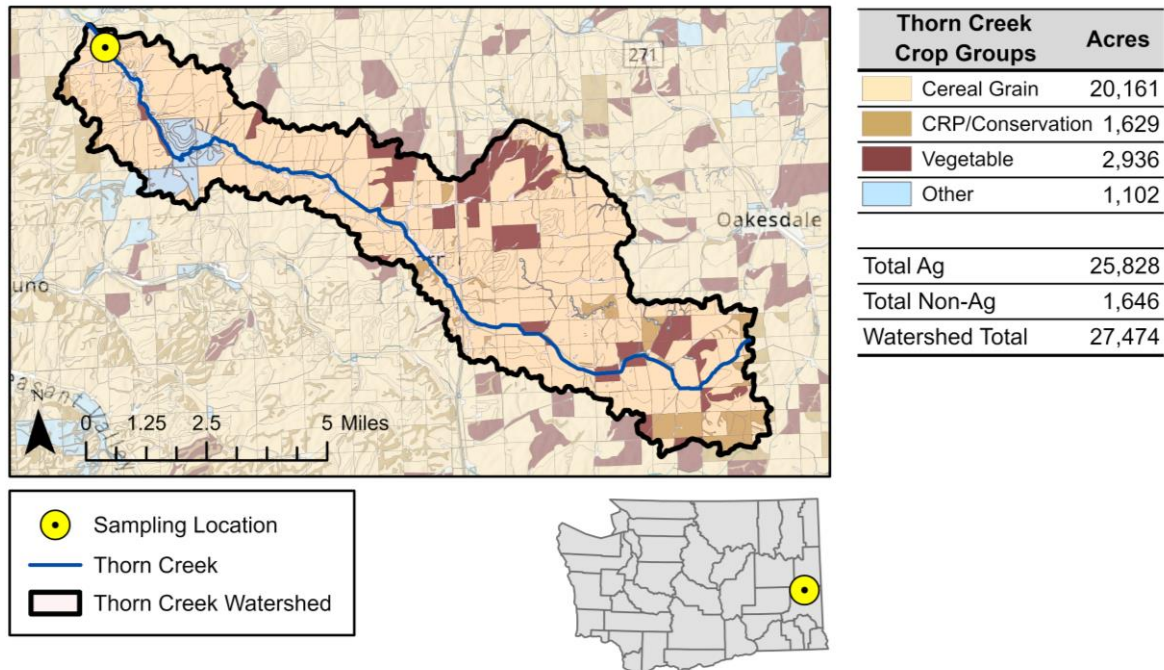 271
Oakesdale
uno
N
0 1.25 2.5 5 Miles
Thorn Creek
Crop Groups Acres
Cereal Grain 20,161
CRP/Conservation 1,629
Vegetable 2,936
Other 1,102
Total Ag 25,828
Total Non-Ag 1,646
Watershed Total 27,474
Sampling Location
Thorn Creek
Thorn Creek Watershed